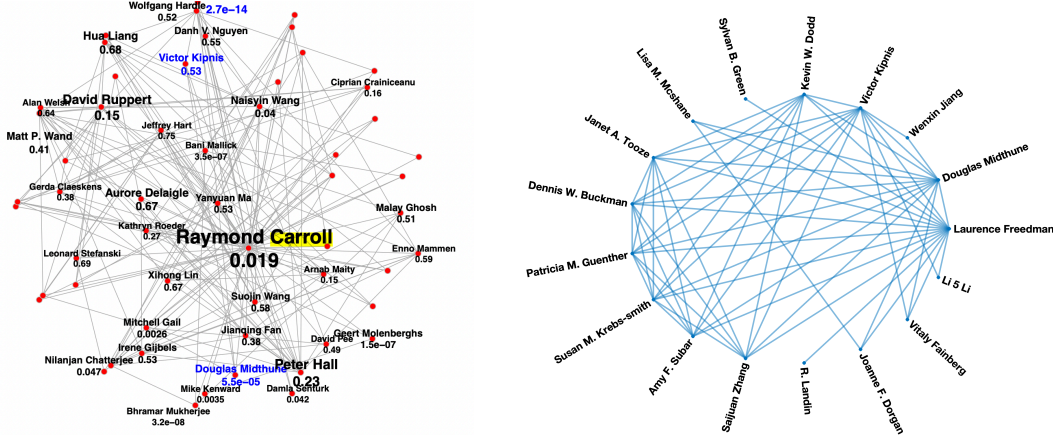 Wolfgang Hardle
0.52
2.7e-14
Danh V. Nguyen
0.55
Hua Liang
0.68
Victor Kipnis
0.53
Ciprian Crainiceanu
0.16
Alan Welsh
0.64
David Ruppert
0.15
Naisyin Wang
0.04
Jeffrey Hart
0.75
Matt P. Wand
0.41
Bani Mallick
3.5e-07
Gerda Claeskens
0.38
Aurore Delaigle
0.67
Yanyuan Ma
0.53
Malay Ghosh
0.51
Kathryn Roeder
0.27
Raymond Carroll
0.019
Leonard Stefanski
0.69
Enno Mammen
0.59
Xihong Lin
0.67
Arnab Maity
0.15
Suojin Wang
0.58
Mitchell Gail
0.0026
Jianqing Fan
0.38
David Pee
0.49
Geert Molenberghs
1.5e-07
Irene Gijbels
0.53
Nilanjan Chatterjee
0.047
Douglas Midthune
5.5e-05
Peter Hall
0.23
Mike Kenward
0.0035
Damla Senturk
0.042
Bhramar Mukherjee
3.2e-08
Sylvan B. Green
Kevin W. Dodd
Victor Kipnis
Lisa M. Mcshane
Wenxin Jiang
Janet A. Tooze
Douglas Midthune
Dennis W. Buckman
Laurence Freedman
Patricia M. Guenther
Li 5 Li
Susan M. Krebs-smith
Vitaly Fainberg
Amy F. Subar
Saijuan Zhang
R. Landin
Joanne F. Dorgan